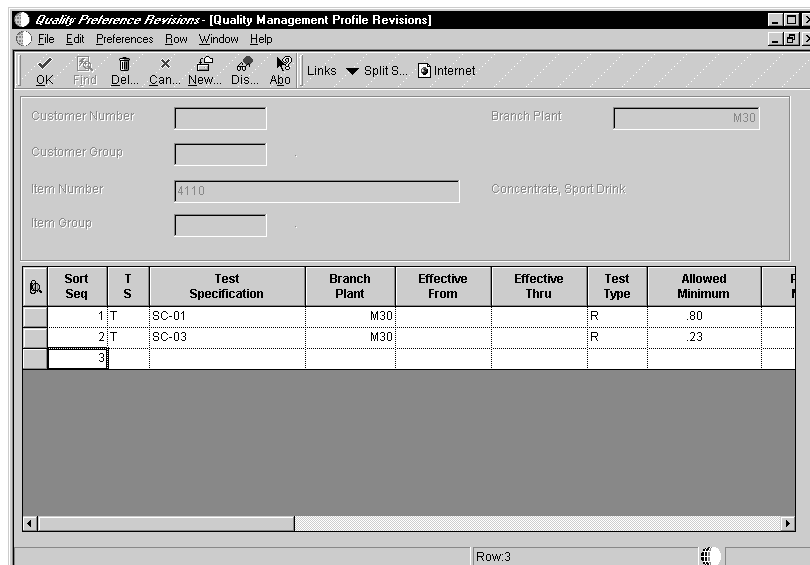 Quality Preference Revisions - [Quality Management Profile Revisions]
File Edit Preferences Row Window Help
OK Find Del... Can... New... Dis... Abo Links Split S... Internet
Customer Number Branch Plant M30
Customer Group .
Item Number 4110 Concentrate, Sport Drink
Item Group .
Sort Seq T S Test Specification Branch Plant Effective From Effective Thru Test Type Allowed Minimum
1 T SC-01 M30 R .80
2 T SC-03 M30 R .23
3
Row:3